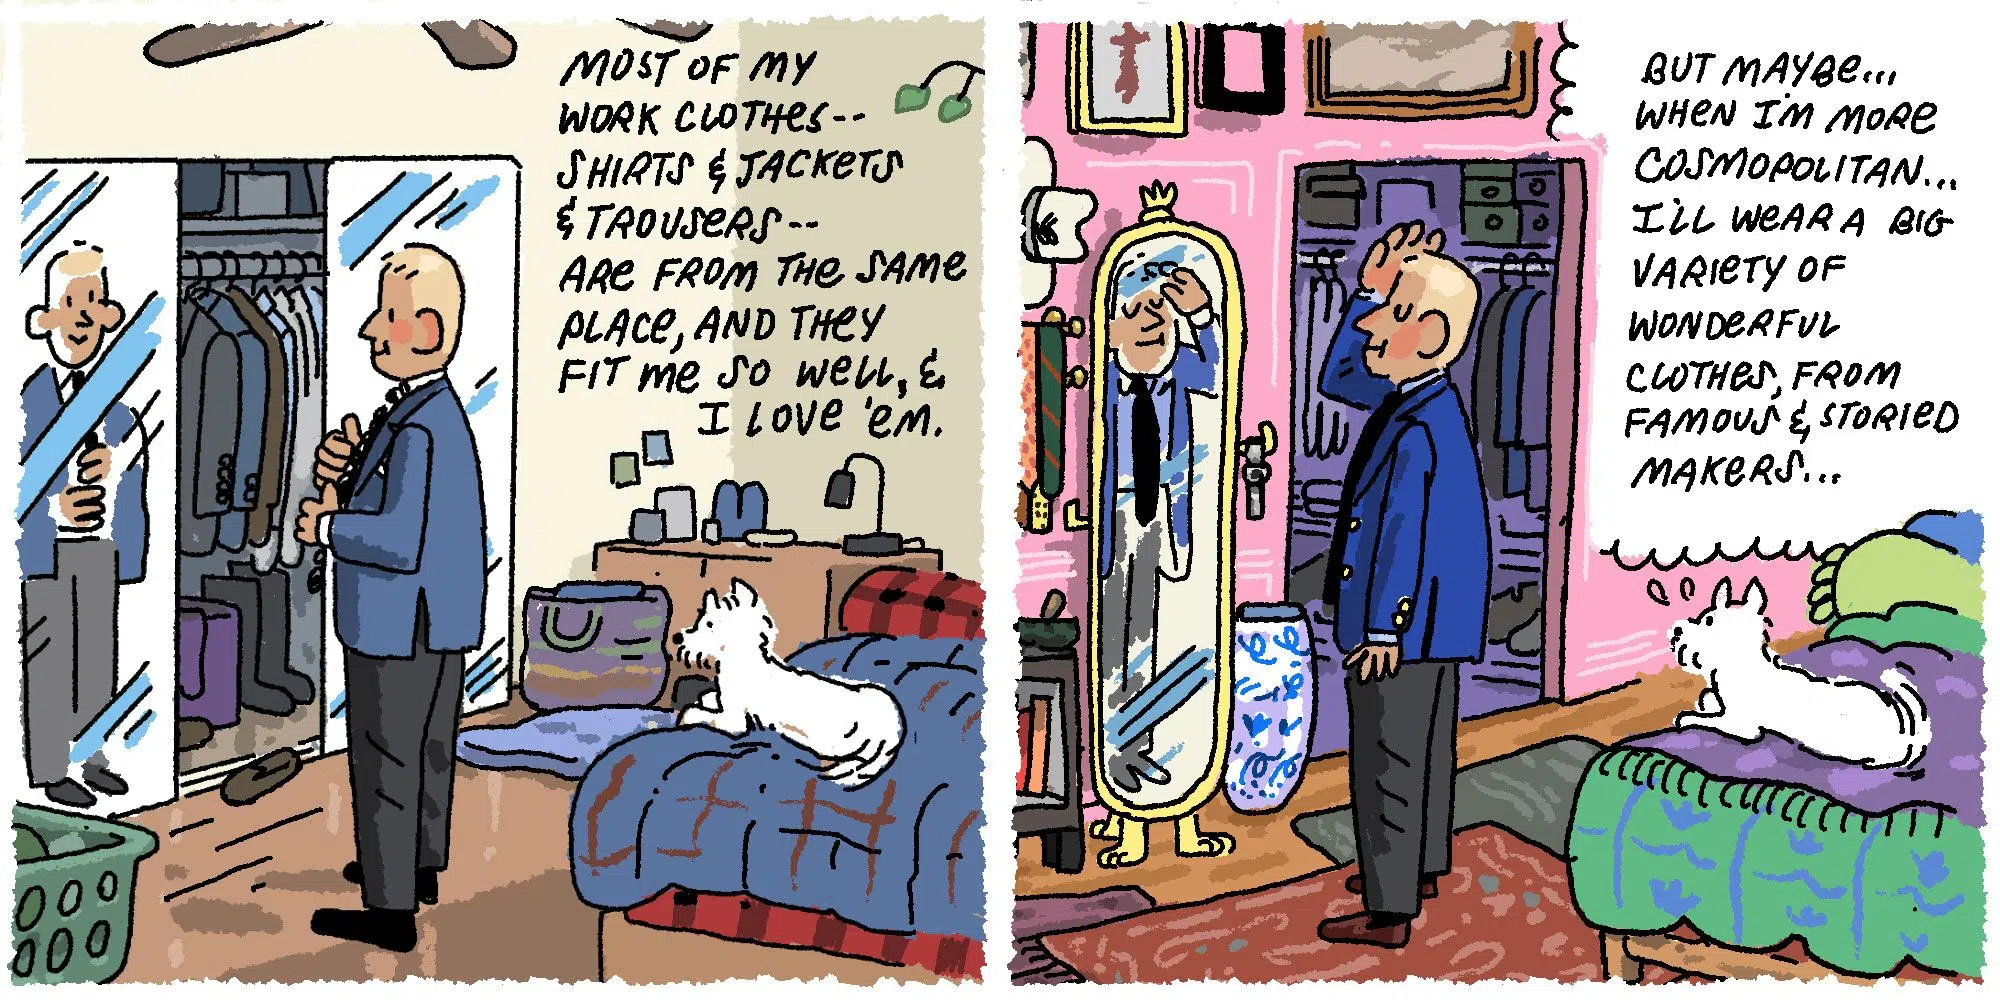 MOST OF MY
WORK CLOTHES--
SHIRTS & JACKETS
& TROUSERS--
ARE FROM THE SAME
PLACE, AND THEY
FIT ME SO WELL, &
I LOVE 'EM.
BUT MAYBE...
WHEN I'M MORE
COSMOPOLITAN...
I'LL WEAR A BIG
VARIETY OF
WONDERFUL
CLOTHES, FROM
FAMOUS & STORIED
MAKERS...